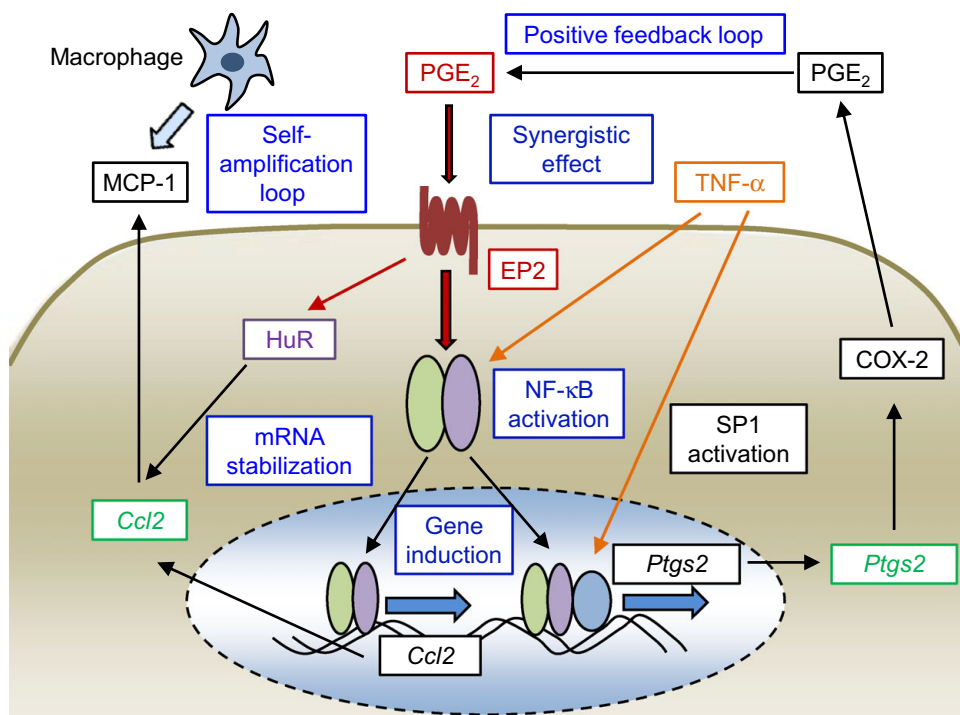 Macrophage
Positive feedback loop
PGE₂
PGE₂
Self-
amplification
loop
Synergistic
effect
MCP-1
TNF-α
EP2
HuR
COX-2
NF-κB
activation
mRNA
stabilization
SP1
activation
Ccl2
Gene
induction
Ptgs2
Ptgs2
Ccl2